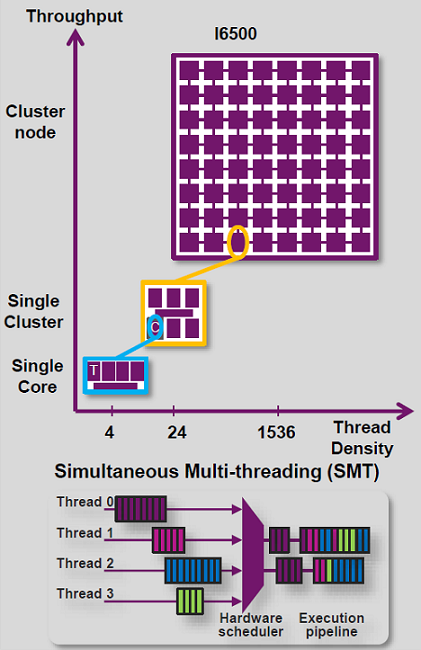 Throughput
I6500
Cluster
node
Single
Cluster
C
Single
Core
T
4
24
1536
Thread
Density
Simultaneous Multi-threading (SMT)
Thread 0
Thread 1
Thread 2
Thread 3
Hardware
scheduler
Execution
pipeline